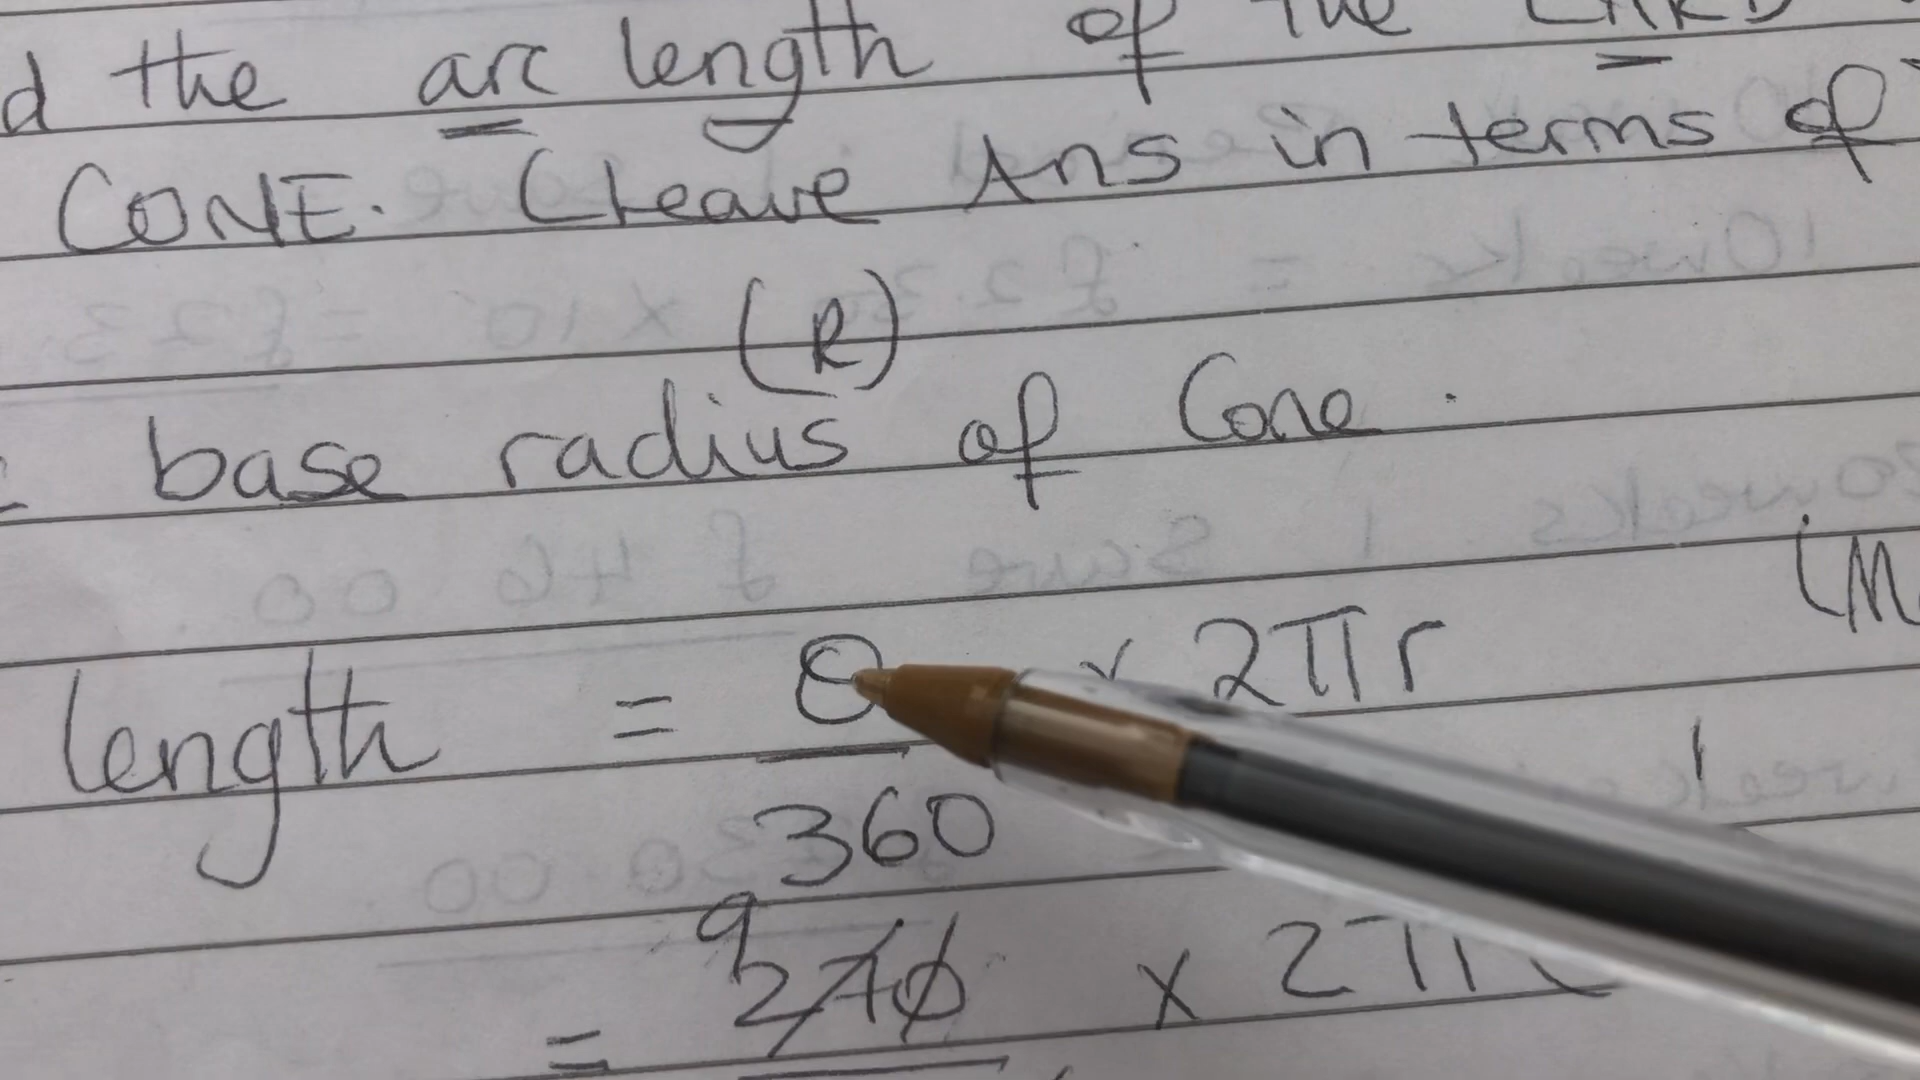 d the arc length of the CARD
CONE. (Leave Ans in terms of
(R)
base radius of Cone.
length = θ x 2πr
360
9
270 x 2π
=